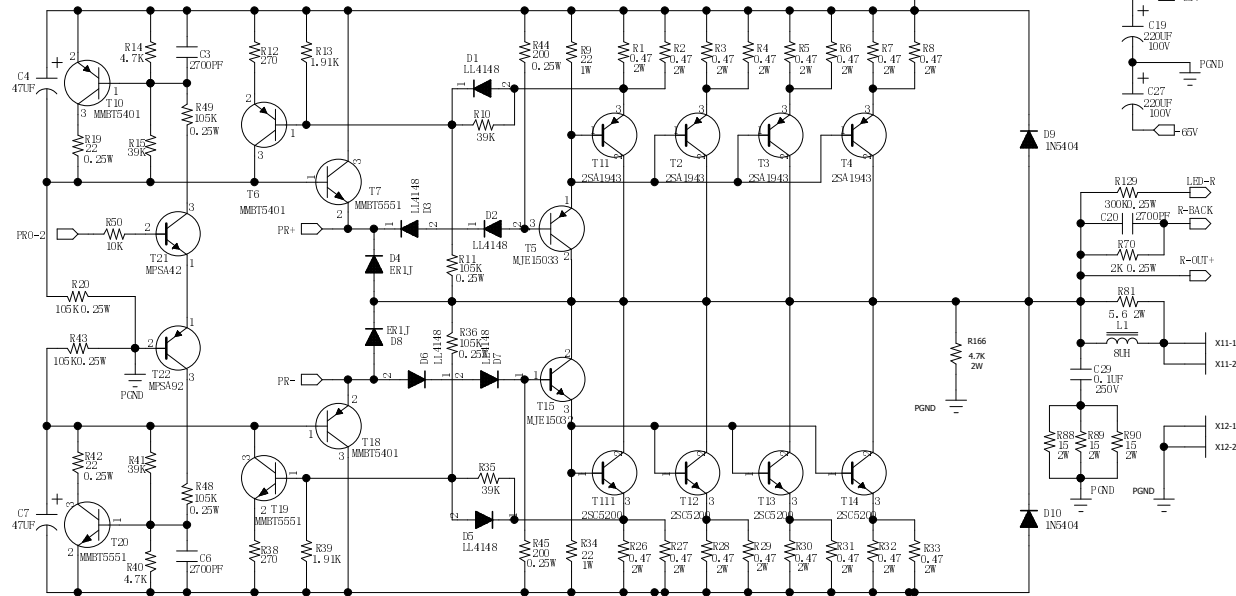 R14
4.7K
C3
2700PF
R12
270
R13
1.91K
D1
LL4148
R44
200
0.25W
R9
22
1W
R1
0.47
2W
R2
0.47
2W
R3
0.47
2W
R4
0.47
2W
R5
0.47
2W
R6
0.47
2W
R7
0.47
2W
R8
0.47
2W
C19
220UF
100V
PGND
C27
220UF
100V
-65V
C4
47UF
T10
MMBT5401
R49
105K
0.25W
R19
22
0.25W
R15
39K
R10
39K
T11
2SA1943
T2
2SA1943
T3
2SA1943
T4
2SA1943
D9
1N5404
T6
MMBT5401
T7
MMBT5551
LL4148
D3
D2
LL4148
T5
MJE15033
PR+
PRO-2
R50
10K
T21
MPSA42
D4
ER1J
R11
105K
0.25W
R129
300K0.25W
LED-R
C20
2700PF
R-BACK
R70
2K 0.25W
R-OUT+
R20
105K0.25W
R43
105K0.25W
T22
MPSA92
PGND
ER1J
D8
R36
105K
0.25W
D6
LL4148
LL4148
D7
PR-
T15
MJE15032
R166
4.7K
2W
PGND
R81
5.6 2W
L1
8UH
X11-1
X11-2
C29
0.1UF
250V
R88
15
2W
R89
15
2W
R90
15
2W
PGND
X12-1
X12-2
PGND
T18
MMBT5401
R42
22
0.25W
R41
39K
R48
105K
0.25W
T19
MMBT5551
R35
39K
D5
LL4148
T111
2SC5200
T12
2SC5200
T13
2SC5200
T14
2SC5200
C7
47UF
T20
MMBT5551
R40
4.7K
C6
2700PF
R38
270
R39
1.91K
R45
200
0.25W
R34
22
1W
R26
0.47
2W
R27
0.47
2W
R28
0.47
2W
R29
0.47
2W
R30
0.47
2W
R31
0.47
2W
R32
0.47
2W
R33
0.47
2W
D10
1N5404